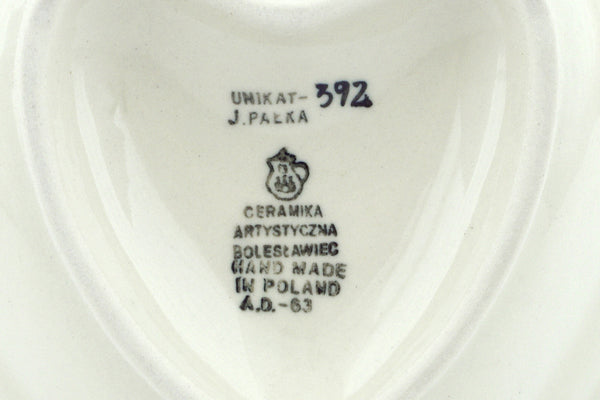 UNIKAT-392
J.PAŁKA
CERAMIKA
ARTYSTYCZNA
BOLESŁAWIEC
HAND MADE
IN POLAND
A.D.-63